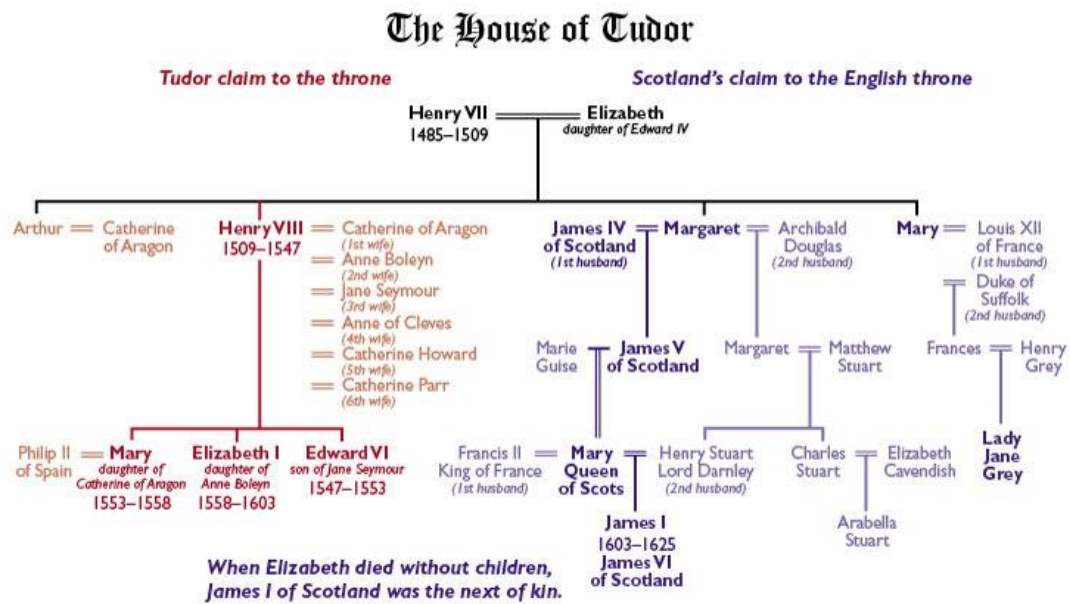 The House of Tudor
Tudor claim to the throne
Scotland's claim to the English throne
Henry VII
1485–1509
Elizabeth
daughter of Edward IV
Arthur
Catherine
of Aragon
Henry VIII
1509–1547
Catherine of Aragon
(1st wife)
Anne Boleyn
(2nd wife)
Jane Seymour
(3rd wife)
Anne of Cleves
(4th wife)
Catherine Howard
(5th wife)
Catherine Parr
(6th wife)
James IV
of Scotland
(1st husband)
Margaret
Archibald
Douglas
(2nd husband)
Mary
Louis XII
of France
(1st husband)
Duke of
Suffolk
(2nd husband)
Marie
Guise
James V
of Scotland
Margaret
Matthew
Stuart
Frances
Henry
Grey
Philip II
of Spain
Mary
daughter of
Catherine of Aragon
1553–1558
Elizabeth I
daughter of
Anne Boleyn
1558–1603
Edward VI
son of Jane Seymour
1547–1553
Francis II
King of France
(1st husband)
Mary
Queen
of Scots
Henry Stuart
Lord Darnley
(2nd husband)
Charles
Stuart
Elizabeth
Cavendish
Lady
Jane
Grey
James I
1603–1625
James VI
of Scotland
Arabella
Stuart
When Elizabeth died without children,
James I of Scotland was the next of kin.